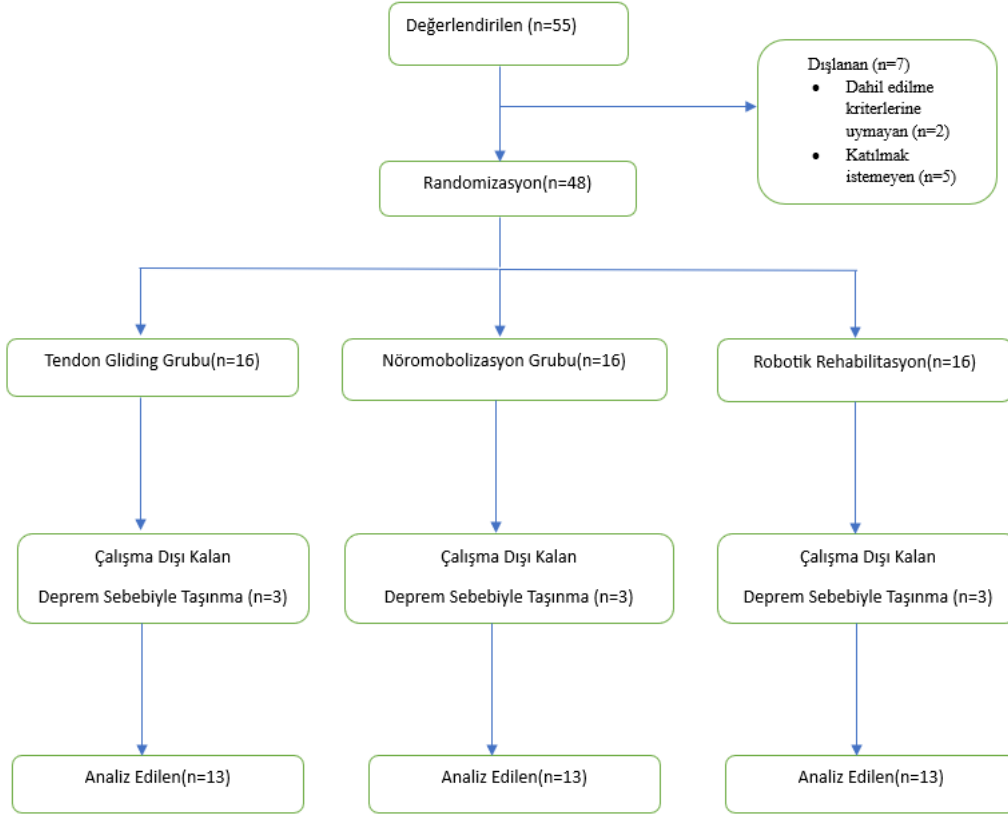 Değerlendirilen (n=55)
Dışlanan (n=7)
● Dahil edilme
kriterlerine
uymayan (n=2)
● Katılmak
istemeyen (n=5)
Randomizasyon(n=48)
Tendon Gliding Grubu(n=16)
Nöromobolizasyon Grubu(n=16)
Robotik Rehabilitasyon(n=16)
Çalışma Dışı Kalan
Deprem Sebebiyle Taşınma (n=3)
Çalışma Dışı Kalan
Deprem Sebebiyle Taşınma (n=3)
Çalışma Dışı Kalan
Deprem Sebebiyle Taşınma (n=3)
Analiz Edilen(n=13)
Analiz Edilen(n=13)
Analiz Edilen(n=13)